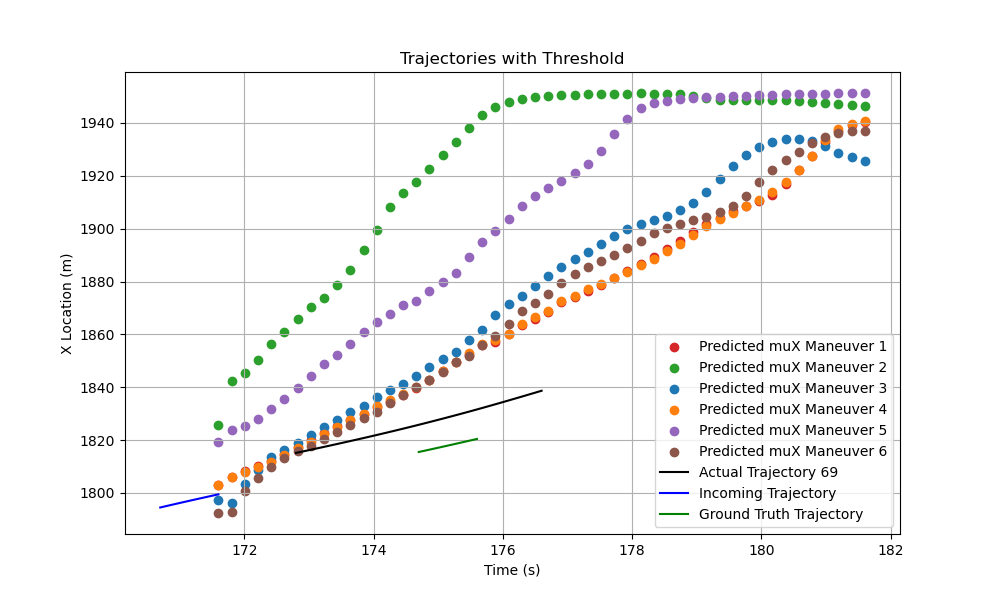 Trajectories with Threshold
X Location (m)
1940
1920
1900
1880
1860
1840
1820
1800
Predicted muX Maneuver 1
Predicted muX Maneuver 2
Predicted muX Maneuver 3
Predicted muX Maneuver 4
Predicted muX Maneuver 5
Predicted muX Maneuver 6
Actual Trajectory 69
Incoming Trajectory
Ground Truth Trajectory
172 174 176 178 180 182
Time (s)